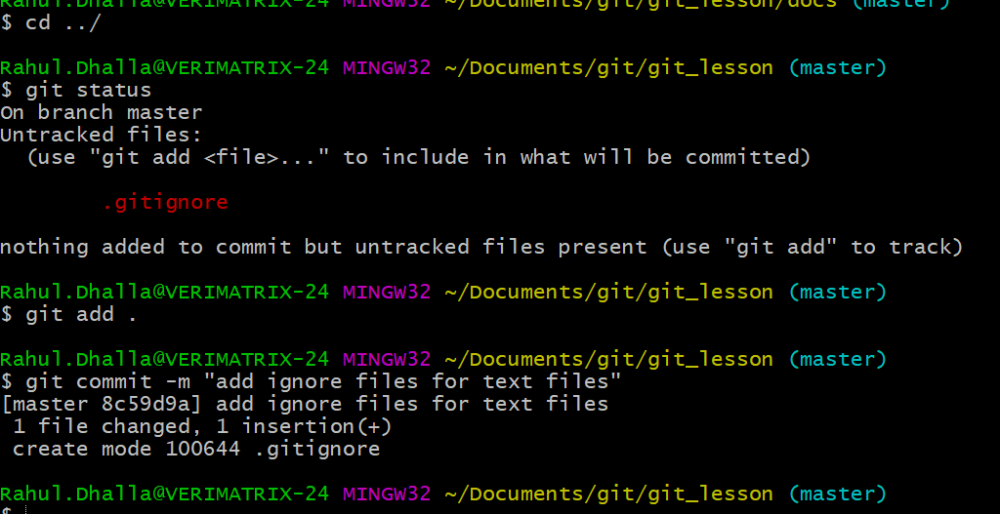 Rahul.Dhalla@VERIMATRIX-24 MINGW32 ~/Documents/git/git_lesson/docs (master)
$ cd ../
Rahul.Dhalla@VERIMATRIX-24 MINGW32 ~/Documents/git/git_lesson (master)
$ git status
On branch master
Untracked files:
  (use "git add <file>..." to include in what will be committed)
        .gitignore
nothing added to commit but untracked files present (use "git add" to track)
Rahul.Dhalla@VERIMATRIX-24 MINGW32 ~/Documents/git/git_lesson (master)
$ git add .
Rahul.Dhalla@VERIMATRIX-24 MINGW32 ~/Documents/git/git_lesson (master)
$ git commit -m "add ignore files for text files"
[master 8c59d9a] add ignore files for text files
 1 file changed, 1 insertion(+)
 create mode 100644 .gitignore
Rahul.Dhalla@VERIMATRIX-24 MINGW32 ~/Documents/git/git_lesson (master)
$